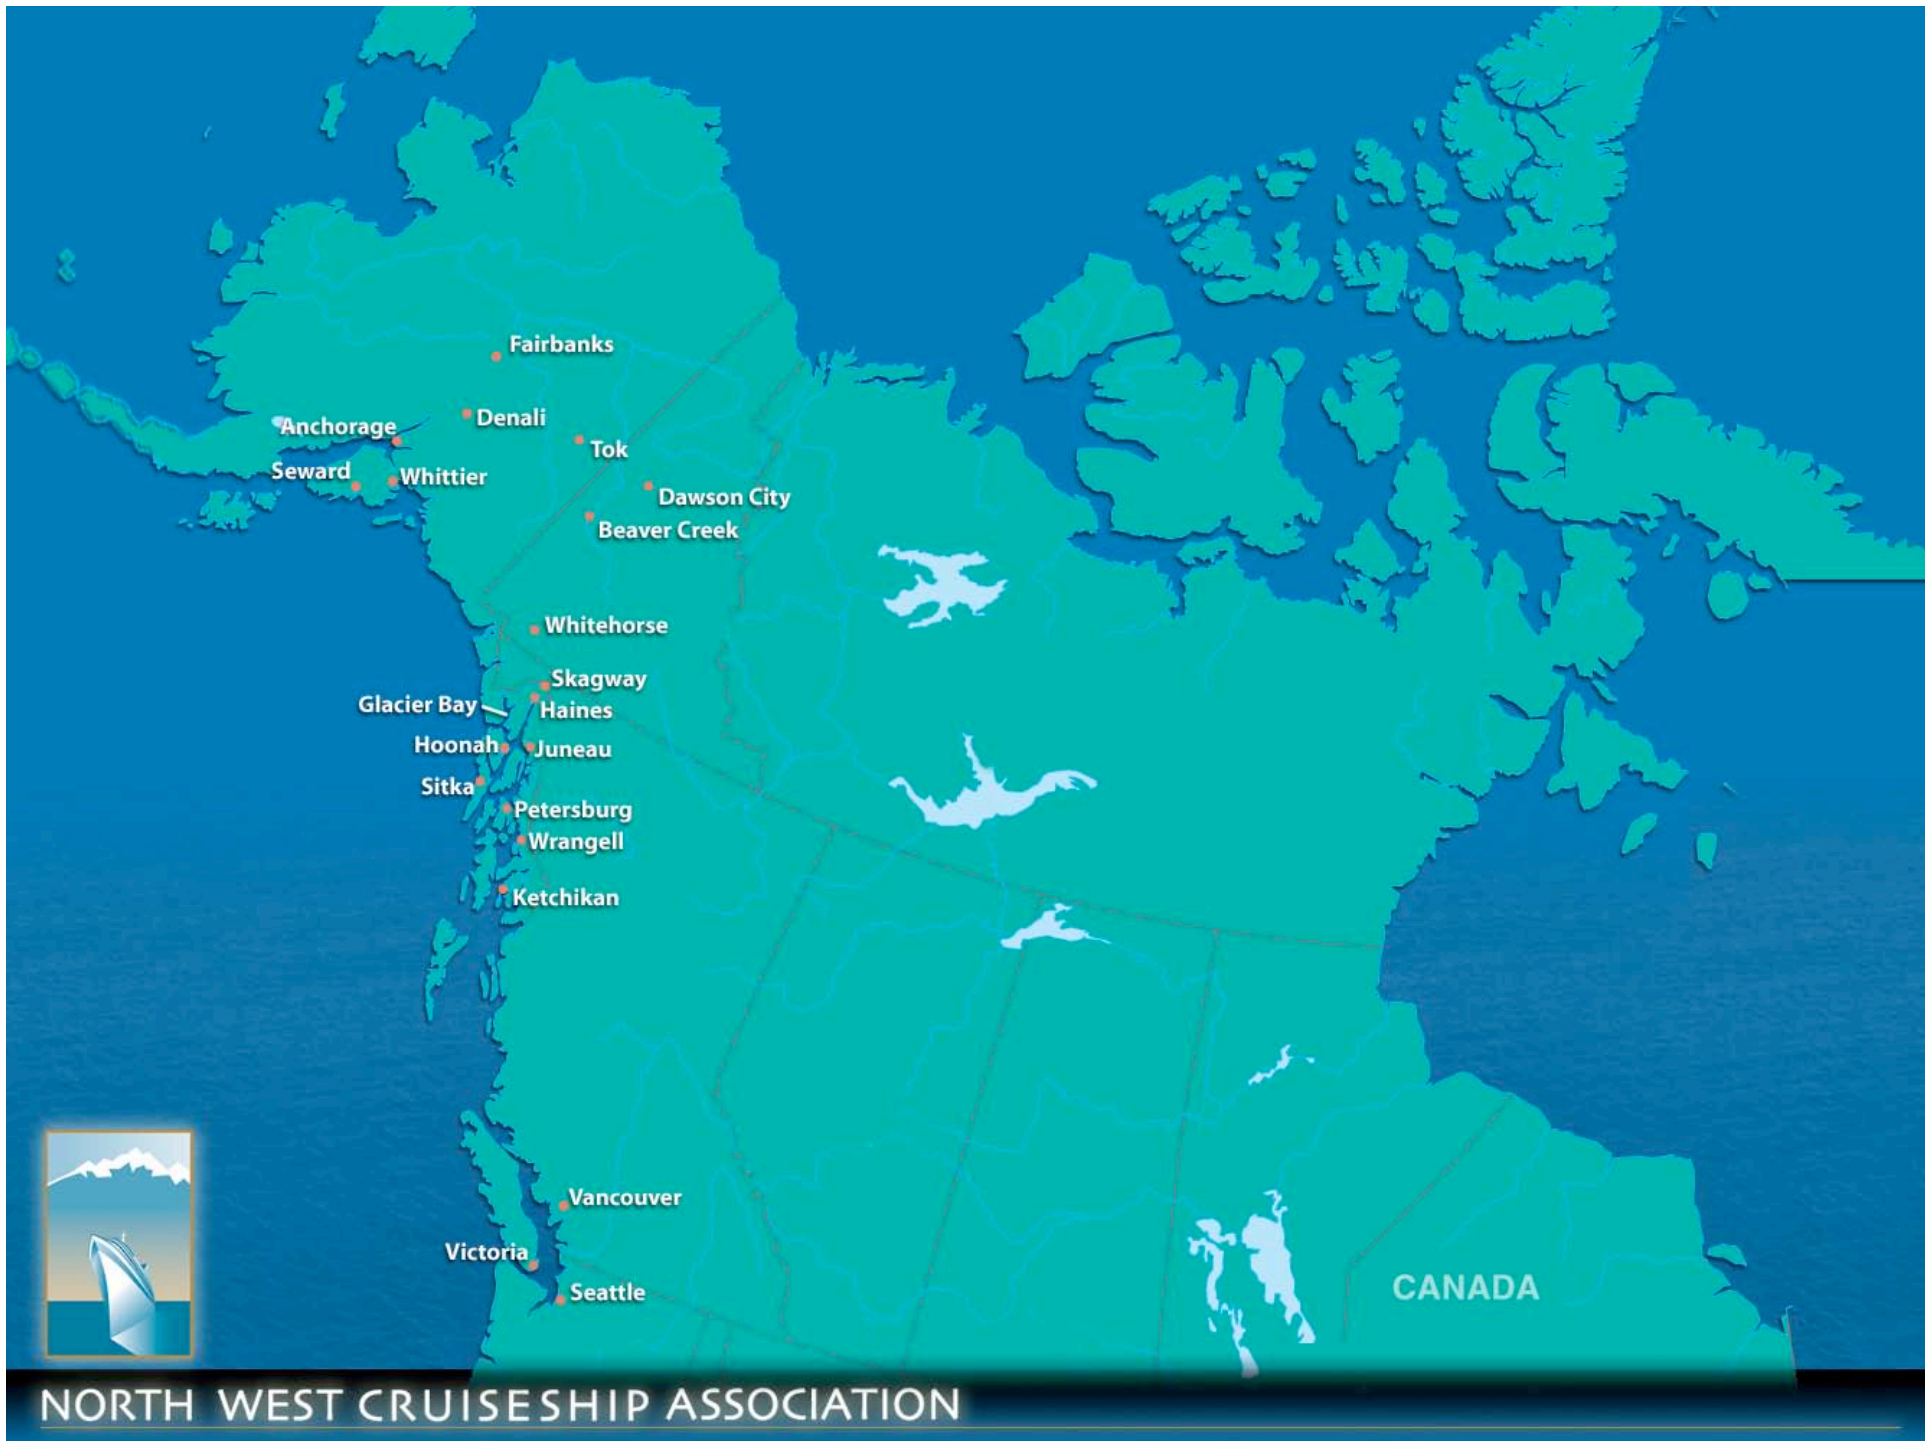 Fairbanks
Denali
Anchorage
Tok
Seward
Whittier
Dawson City
Beaver Creek
Whitehorse
Skagway
Glacier Bay
Haines
Hoonah
Juneau
Sitka
Petersburg
Wrangell
Ketchikan
Vancouver
Victoria
CANADA
Seattle
NORTH WEST CRUISESHIP ASSOCIATION